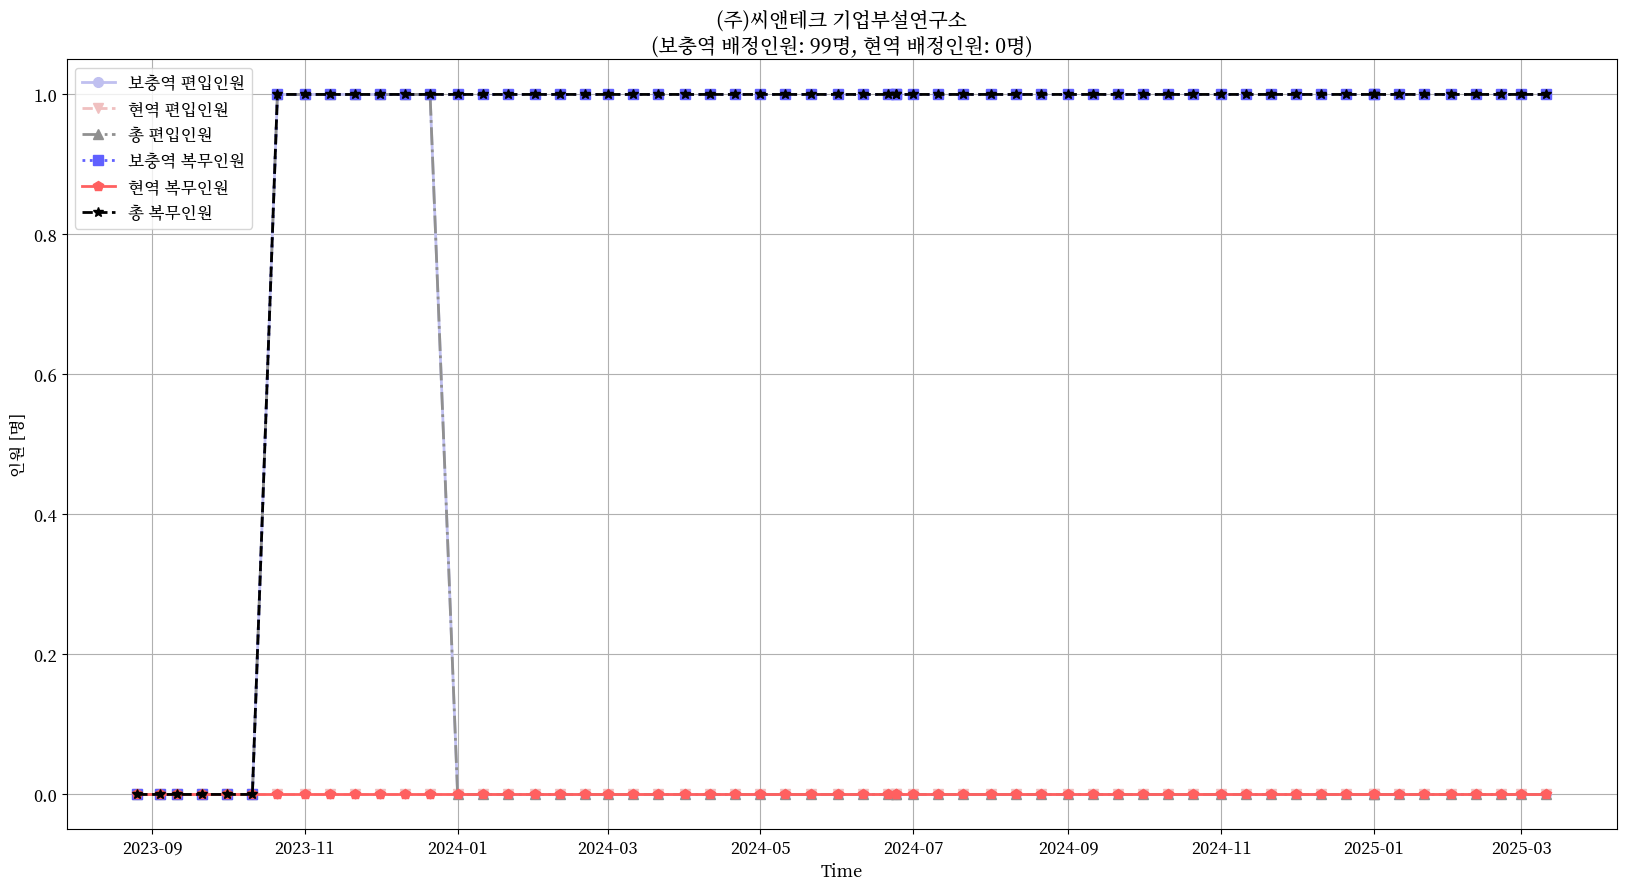 (주)씨앤테크 기업부설연구소
(보충역 배정인원: 99명, 현역 배정인원: 0명)
보충역 편입인원
현역 편입인원
총 편입인원
보충역 복무인원
현역 복무인원
총 복무인원
1.0
0.8
0.6
0.4
0.2
0.0
인원 [명]
2023-09
2023-11
2024-01
2024-03
2024-05
2024-07
2024-09
2024-11
2025-01
2025-03
Time